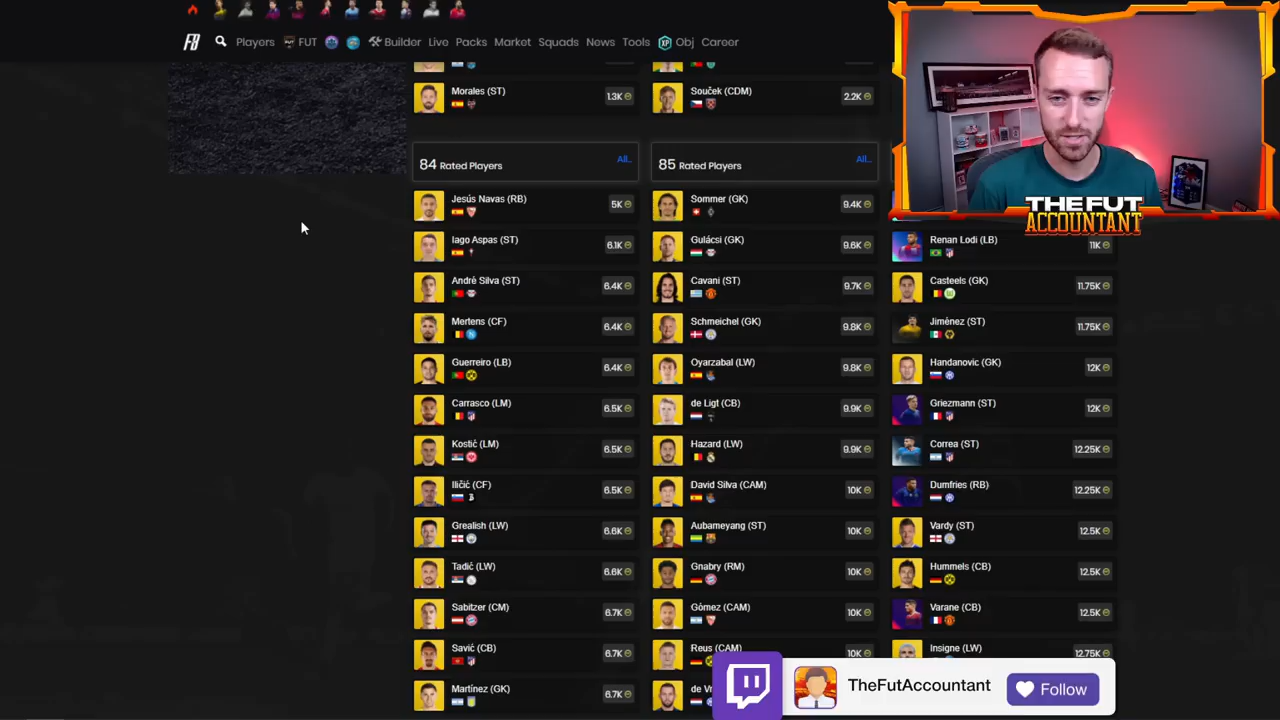 FB Players FUT Builder Live Packs Market Squads News Tools XP Obj Career
Morales (ST) 1.3K
Souček (CDM) 2.2K
84 Rated Players All..
Jesús Navas (RB) 5K
Iago Aspas (ST) 6.1K
André Silva (ST) 6.4K
Mertens (CF) 6.4K
Guerreiro (LB) 6.4K
Carrasco (LM) 6.5K
Kostić (LM) 6.5K
Iličić (CF) 6.5K
Grealish (LW) 6.6K
Tadić (LW) 6.6K
Sabitzer (CM) 6.7K
Savić (CB) 6.7K
Martínez (GK) 6.7K
85 Rated Players All..
Sommer (GK) 9.4K
Gulácsi (GK) 9.6K
Cavani (ST) 9.7K
Schmeichel (GK) 9.8K
Oyarzabal (LW) 9.8K
de Ligt (CB) 9.9K
Hazard (LW) 9.9K
David Silva (CAM) 10K
Aubameyang (ST) 10K
Gnabry (RM) 10K
Gómez (CAM) 10K
Reus (CAM) 10K
de
Renan Lodi (LB) 11K
Casteels (GK) 11.75K
Jiménez (ST) 11.75K
Handanovic (GK) 12K
Griezmann (ST) 12K
Correa (ST) 12.25K
Dumfries (RB) 12.25K
Vardy (ST) 12.5K
Hummels (CB) 12.5K
Varane (CB) 12.5K
Insigne (LW) 12.75K
THE FUT
ACCOUNTANT
TheFutAccountant
Follow